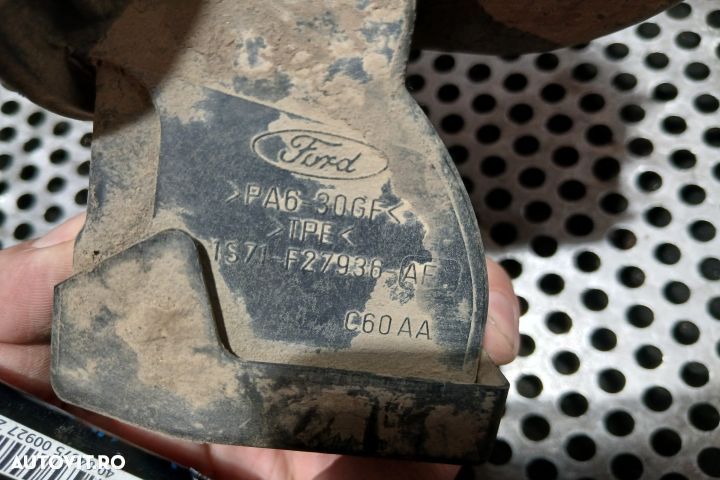 Ford
>PA6-30GF<
>TPE<
1S71-F27936-AF
C60AA
AUTOVIT.RO